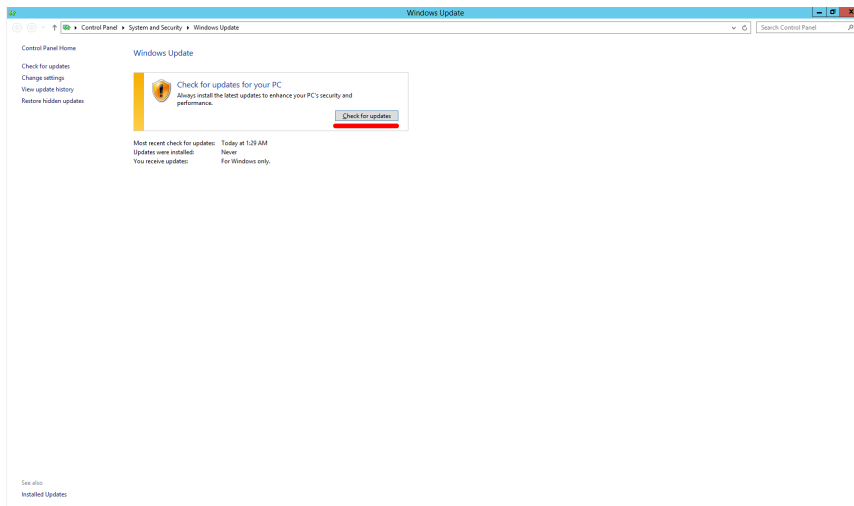 Windows Update
Control Panel ▸ System and Security ▸ Windows Update
Search Control Panel
Control Panel Home
Check for updates
Change settings
View update history
Restore hidden updates
Windows Update
Check for updates for your PC
Always install the latest updates to enhance your PC's security and
performance.
Check for updates
Most recent check for updates: Today at 1:29 AM
Updates were installed: Never
You receive updates: For Windows only.
See also
Installed Updates